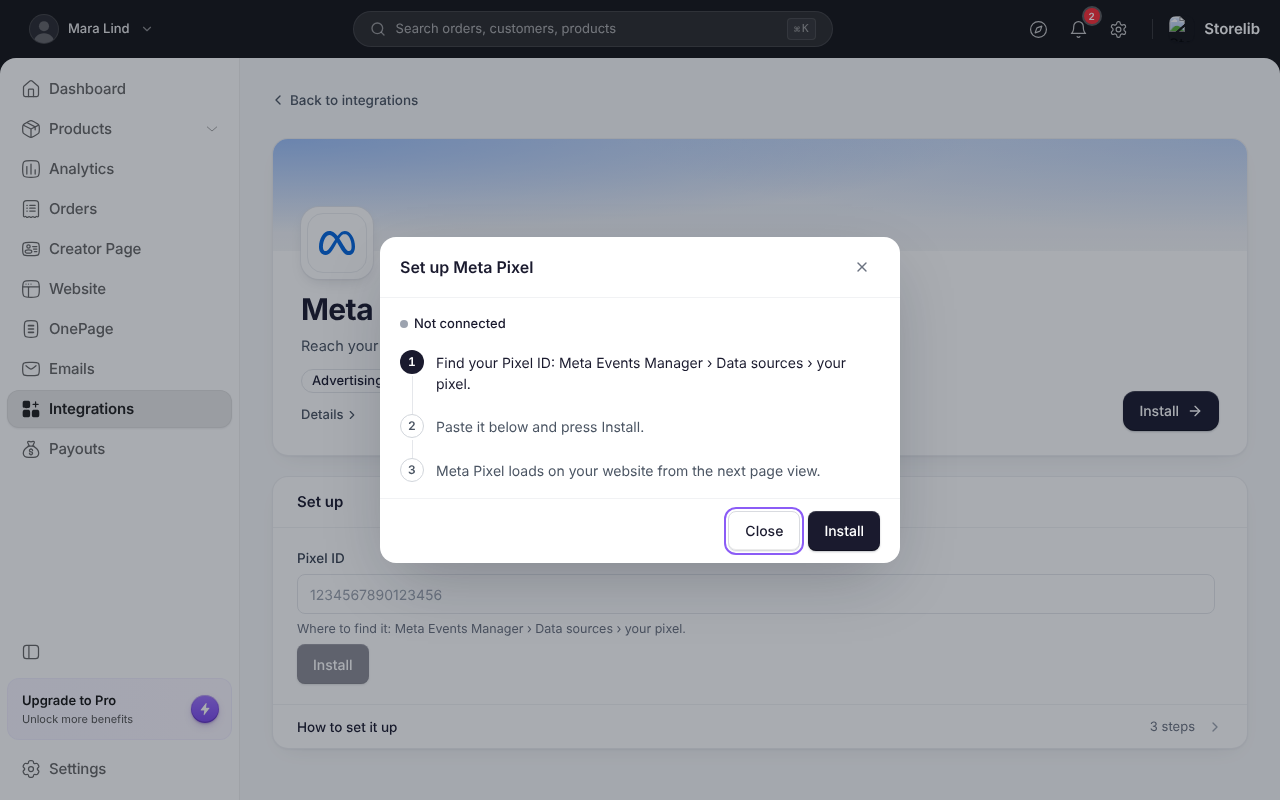 Mara Lind
Search orders, customers, products
⌘K
2
Storelib
Dashboard
Products
Analytics
Orders
Creator Page
Website
OnePage
Emails
Integrations
Payouts
Upgrade to Pro
Unlock more benefits
Settings
Back to integrations
Meta
Reach your
Advertising
Details
Install
Set up Meta Pixel
Not connected
1
Find your Pixel ID: Meta Events Manager › Data sources › your
pixel.
2
Paste it below and press Install.
3
Meta Pixel loads on your website from the next page view.
Close
Install
Set up
Pixel ID
1234567890123456
Where to find it: Meta Events Manager › Data sources › your pixel.
Install
How to set it up
3 steps